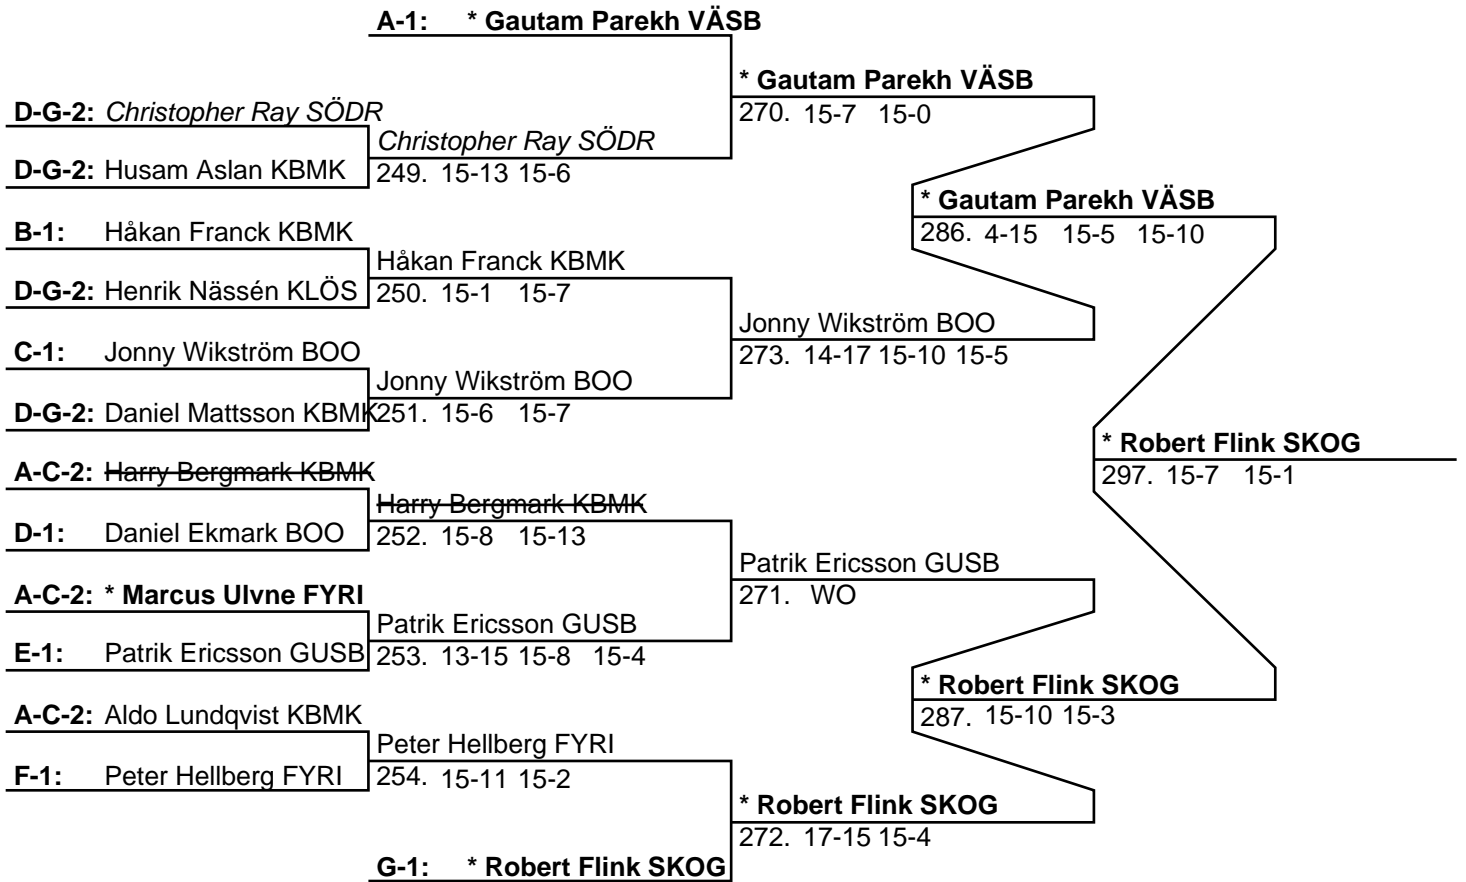 A-1: * Gautam Parekh VÄSB
* Gautam Parekh VÄSB
270. 15-7 15-0
D-G-2: Christopher Ray SÖDR
Christopher Ray SÖDR
D-G-2: Husam Aslan KBMK
249. 15-13 15-6
* Gautam Parekh VÄSB
286. 4-15 15-5 15-10
B-1: Håkan Franck KBMK
Håkan Franck KBMK
D-G-2: Henrik Nässén KLÖS
250. 15-1 15-7
Jonny Wikström BOO
273. 14-17 15-10 15-5
C-1: Jonny Wikström BOO
Jonny Wikström BOO
D-G-2: Daniel Mattsson KBMK
251. 15-6 15-7
* Robert Flink SKOG
297. 15-7 15-1
A-C-2: Harry Bergmark KBMK
Harry Bergmark KBMK
D-1: Daniel Ekmark BOO
252. 15-8 15-13
Patrik Ericsson GUSB
271. WO
A-C-2: * Marcus Ulvne FYRI
Patrik Ericsson GUSB
E-1: Patrik Ericsson GUSB
253. 13-15 15-8 15-4
* Robert Flink SKOG
287. 15-10 15-3
A-C-2: Aldo Lundqvist KBMK
Peter Hellberg FYRI
F-1: Peter Hellberg FYRI
254. 15-11 15-2
* Robert Flink SKOG
272. 17-15 15-4
G-1: * Robert Flink SKOG